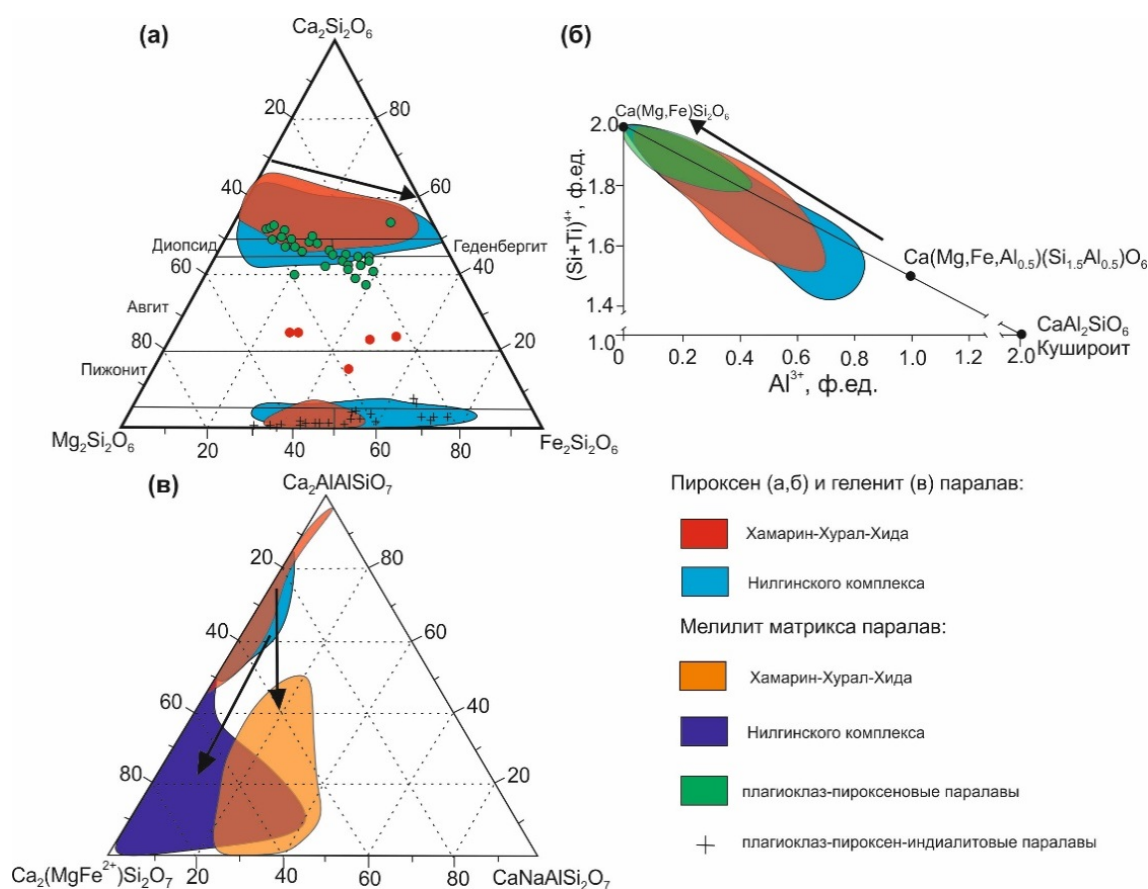 (а)
Ca₂Si₂O₆
20
80
40
60
Диопсид
Геденбергит
60
40
Авгит
80
20
Пижонит
Mg₂Si₂O₆
20
40
60
80
Fe₂Si₂O₆
(б)
Ca(Mg,Fe)Si₂O₆
2.0
1.8
1.6
1.4
1.0
(Si+Ti)⁴⁺, ф.ед.
Ca(Mg,Fe,Al₀.₅)(Si₁.₅Al₀.₅)O₆
CaAl₂SiO₆
Кушироит
0
0.2
0.4
0.6
0.8
1.0
1.2
2.0
Al³⁺, ф.ед.
(в)
Ca₂AlAlSiO₇
20
80
40
60
60
40
80
20
Ca₂(MgFe²⁺)Si₂O₇
20
40
60
80
CaNaAlSi₂O₇
Пироксен (а,б) и геленит (в) паралав:
Хамарин-Хурал-Хида
Нилгинского комплекса
Мелилит матрикса паралав:
Хамарин-Хурал-Хида
Нилгинского комплекса
плагиоклаз-пироксеновые паралавы
плагиоклаз-пироксен-индиалитовые паралавы